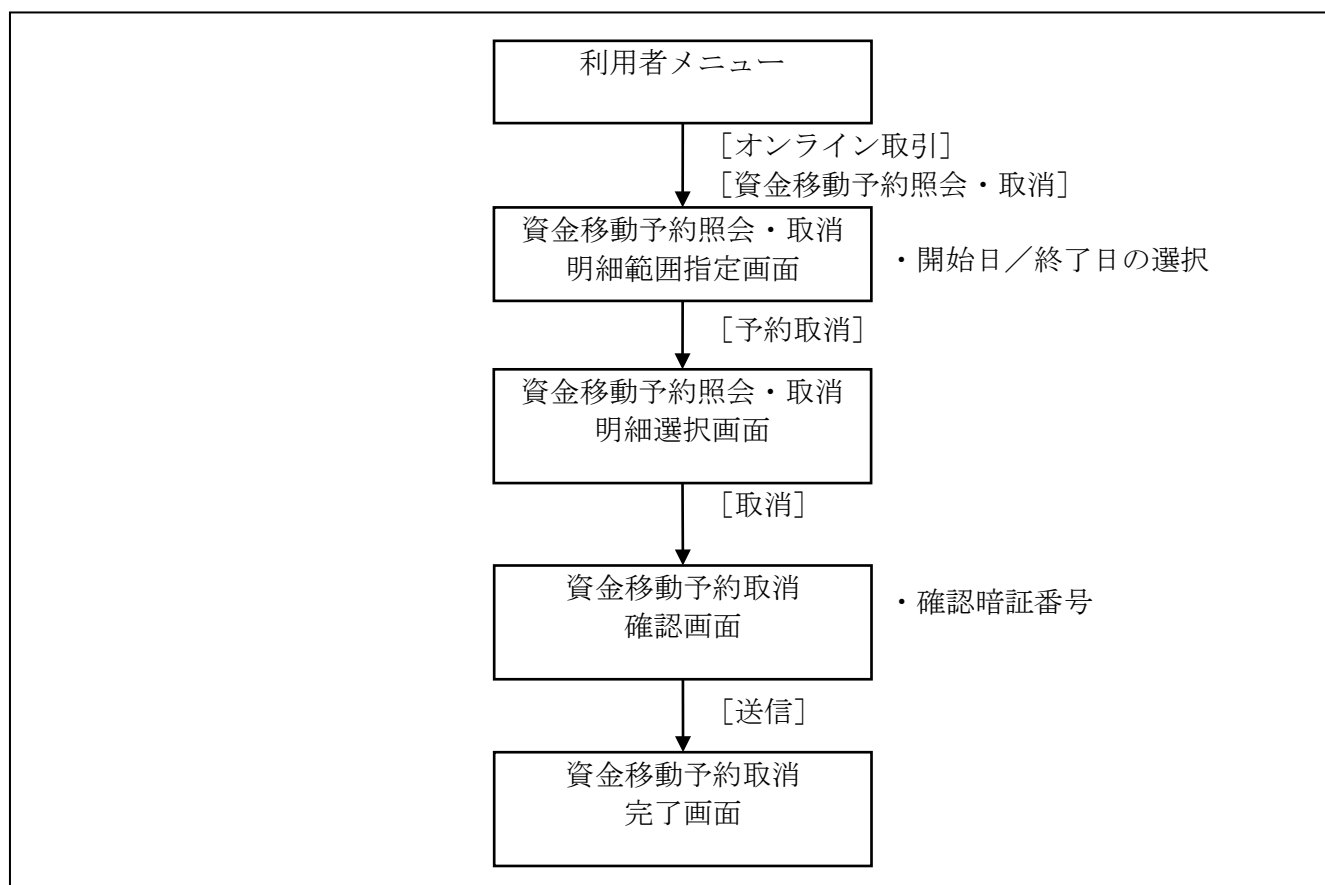 利用者メニュー
［オンライン取引］
［資金移動予約照会・取消］
資金移動予約照会・取消
明細範囲指定画面
・開始日／終了日の選択
［予約取消］
資金移動予約照会・取消
明細選択画面
［取消］
資金移動予約取消
確認画面
・確認暗証番号
［送信］
資金移動予約取消
完了画面